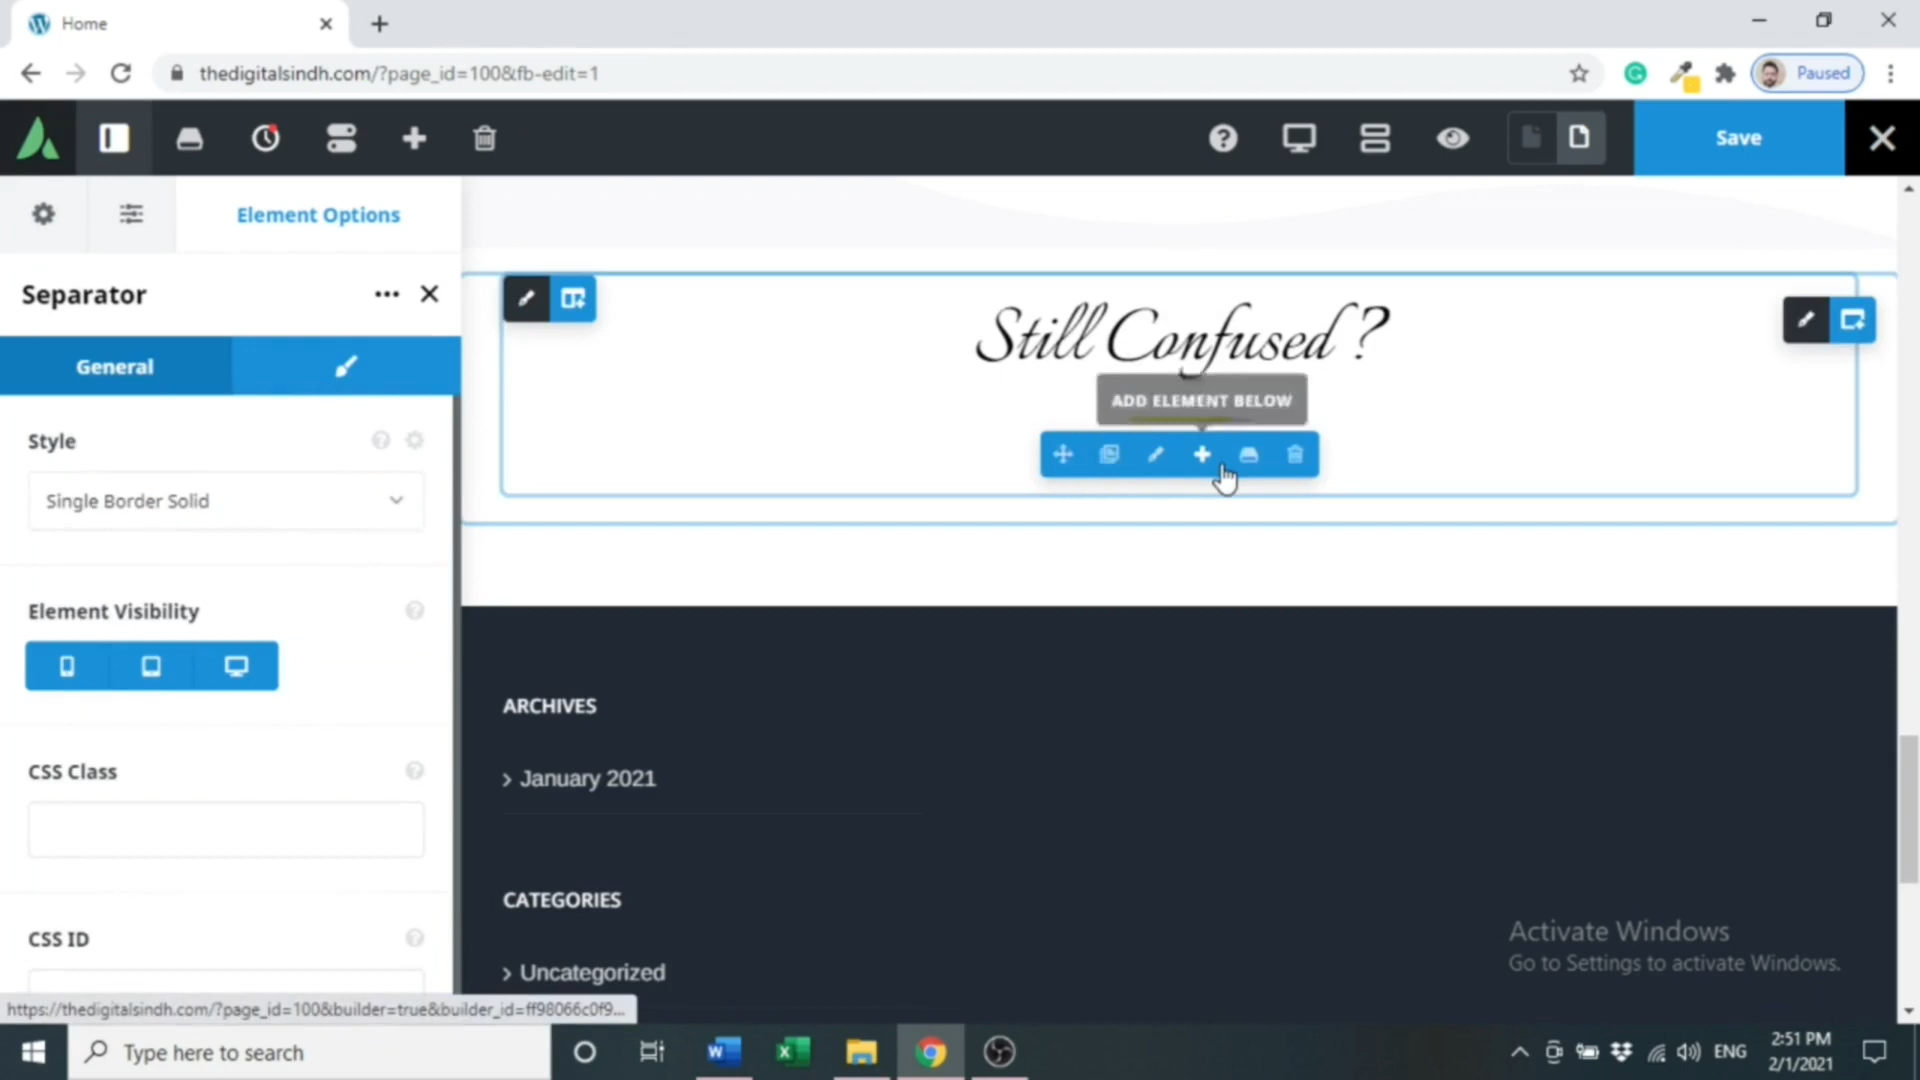 Home
thedigitalsindh.com/?page_id=100&fb-edit=1
Paused
Save
Element Options
Separator
General
Style
Single Border Solid
Element Visibility
CSS Class
CSS ID
Still Confused ?
ADD ELEMENT BELOW
ARCHIVES
> January 2021
CATEGORIES
> Uncategorized
Activate Windows
Go to Settings to activate Windows.
https://thedigitalsindh.com/?page_id=100&builder=true&builder_id=ff98066c0f9...
Type here to search
ENG
2:51 PM
2/1/2021